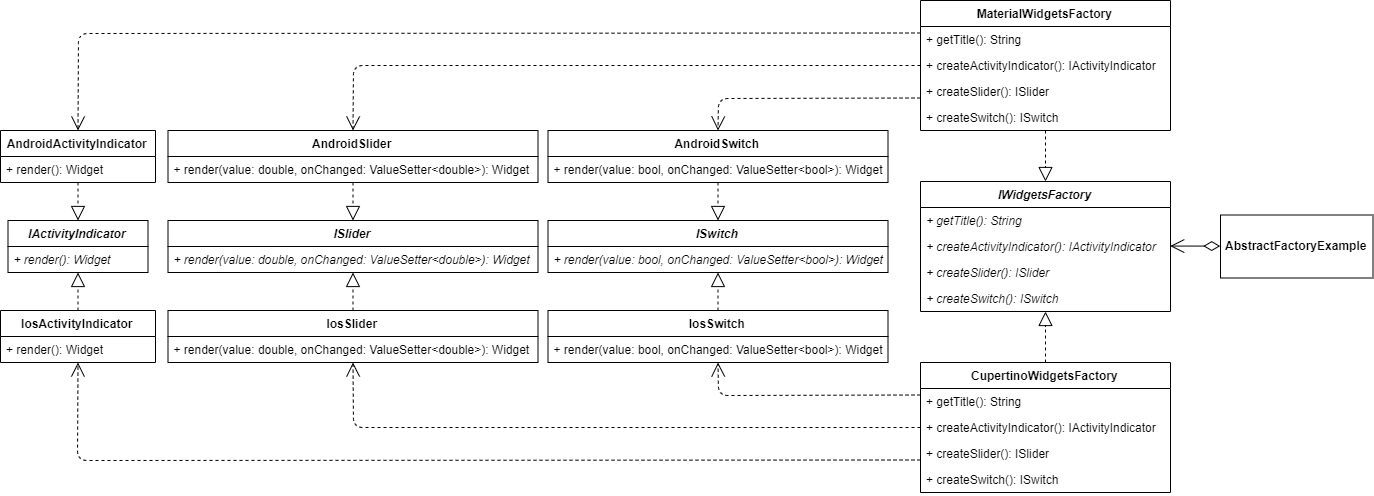 MaterialWidgetsFactory
+ getTitle(): String
+ createActivityIndicator(): IActivityIndicator
+ createSlider(): ISlider
+ createSwitch(): ISwitch
AndroidActivityIndicator
+ render(): Widget
AndroidSlider
+ render(value: double, onChanged: ValueSetter<double>): Widget
AndroidSwitch
+ render(value: bool, onChanged: ValueSetter<bool>): Widget
IActivityIndicator
+ render(): Widget
ISlider
+ render(value: double, onChanged: ValueSetter<double>): Widget
ISwitch
+ render(value: bool, onChanged: ValueSetter<bool>): Widget
IWidgetsFactory
+ getTitle(): String
+ createActivityIndicator(): IActivityIndicator
+ createSlider(): ISlider
+ createSwitch(): ISwitch
AbstractFactoryExample
IosActivityIndicator
+ render(): Widget
IosSlider
+ render(value: double, onChanged: ValueSetter<double>): Widget
IosSwitch
+ render(value: bool, onChanged: ValueSetter<bool>): Widget
CupertinoWidgetsFactory
+ getTitle(): String
+ createActivityIndicator(): IActivityIndicator
+ createSlider(): ISlider
+ createSwitch(): ISwitch